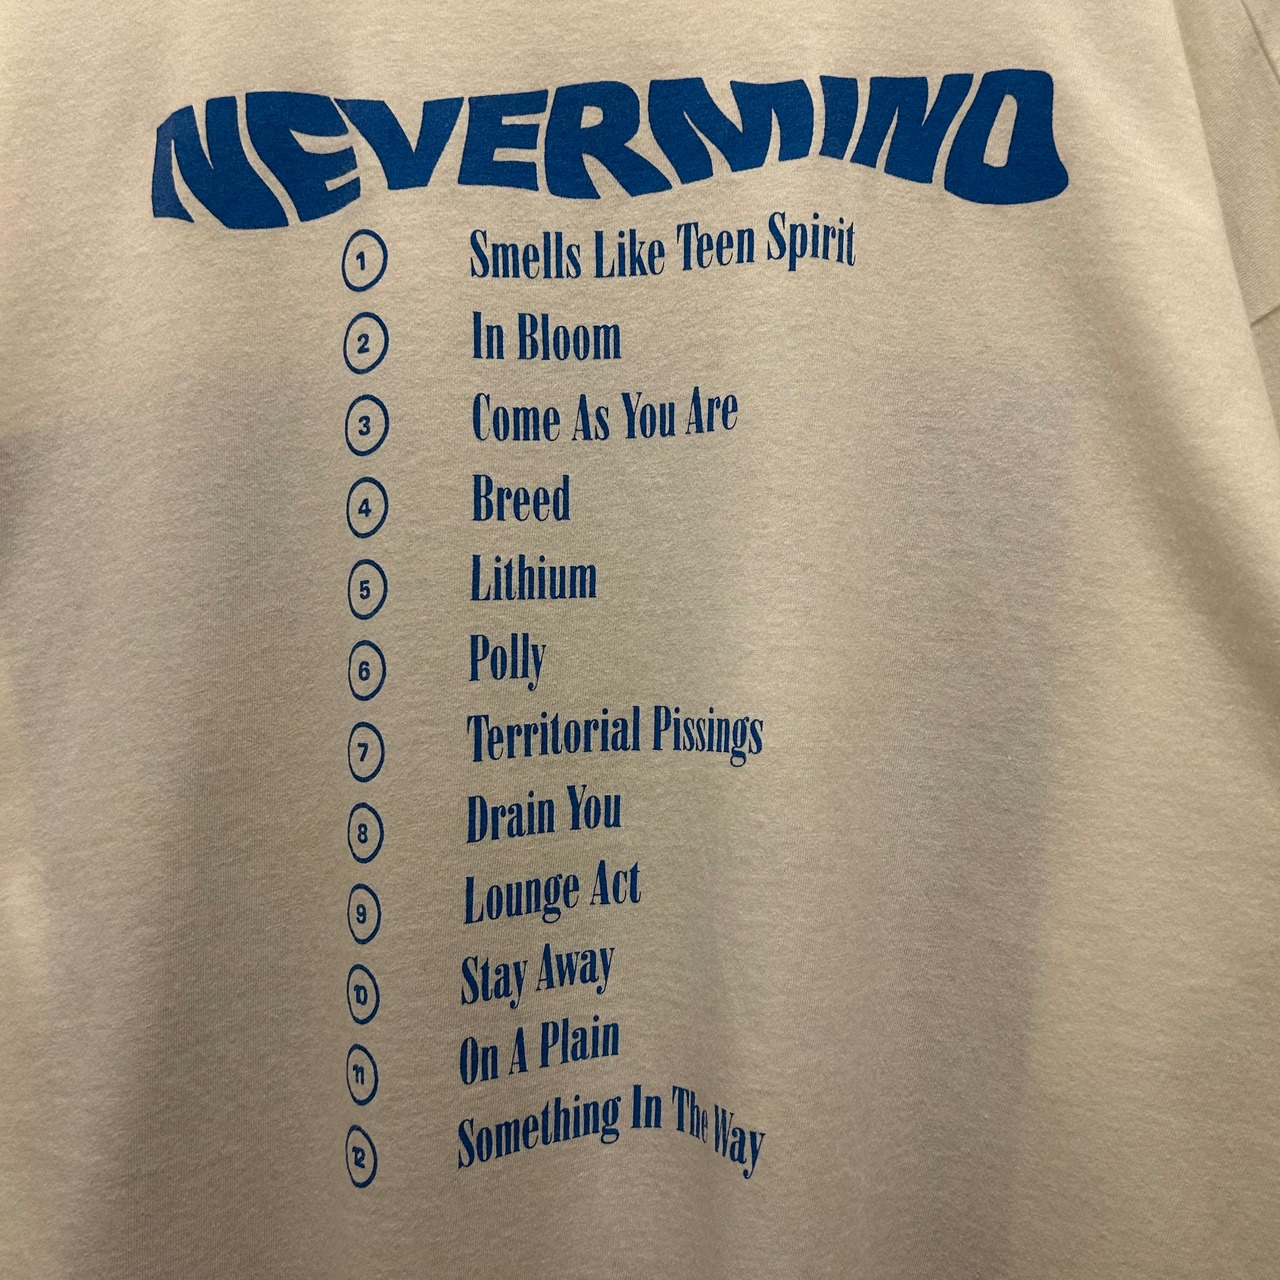 NEVERMIND
1 Smells Like Teen Spirit
2 In Bloom
3 Come As You Are
4 Breed
5 Lithium
6 Polly
7 Territorial Pissings
8 Drain You
9 Lounge Act
10 Stay Away
11 On A Plain
12 Something In The Way